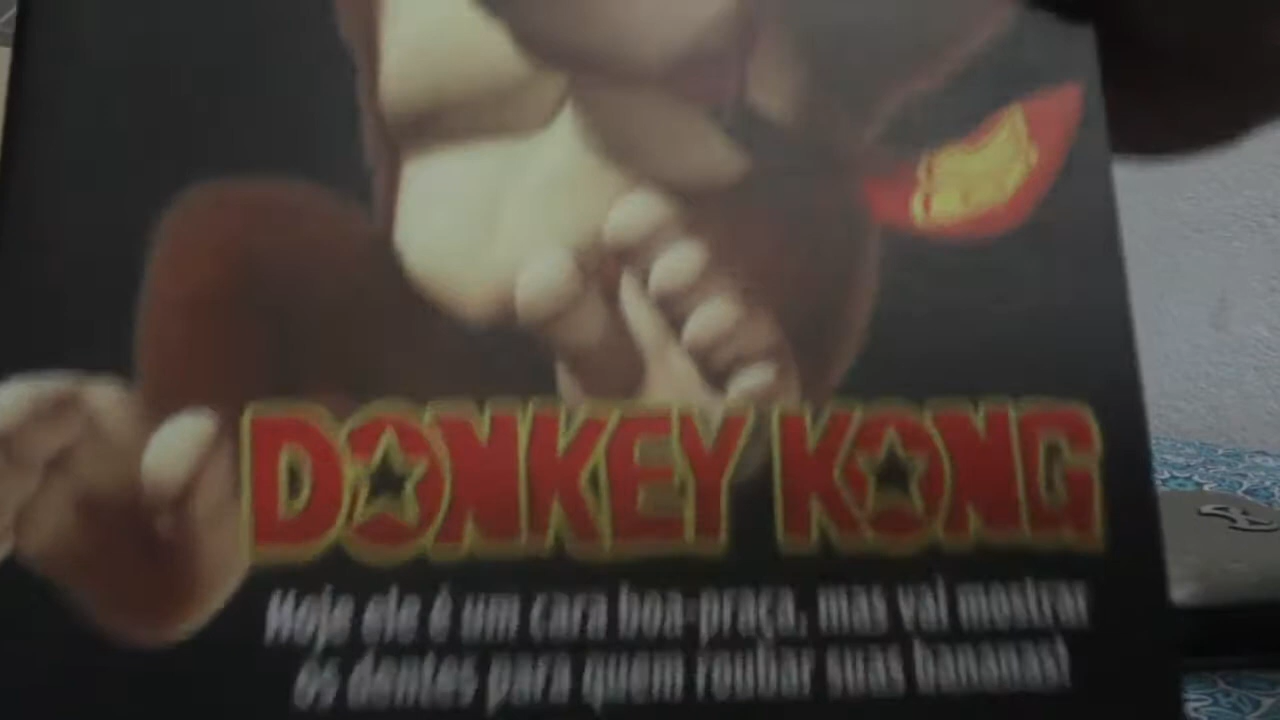 DONKEY KONG
Hoje ele é um cara boa-praça, mas vai mostrar
os dentes para quem roubar suas bananas!